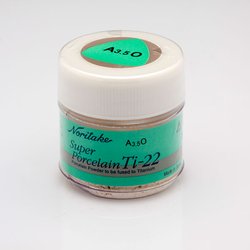 A3.5O
Noritake
A3.5O
Super
Porcelain Ti-22
Porcelain Powder to be fused to Titanium